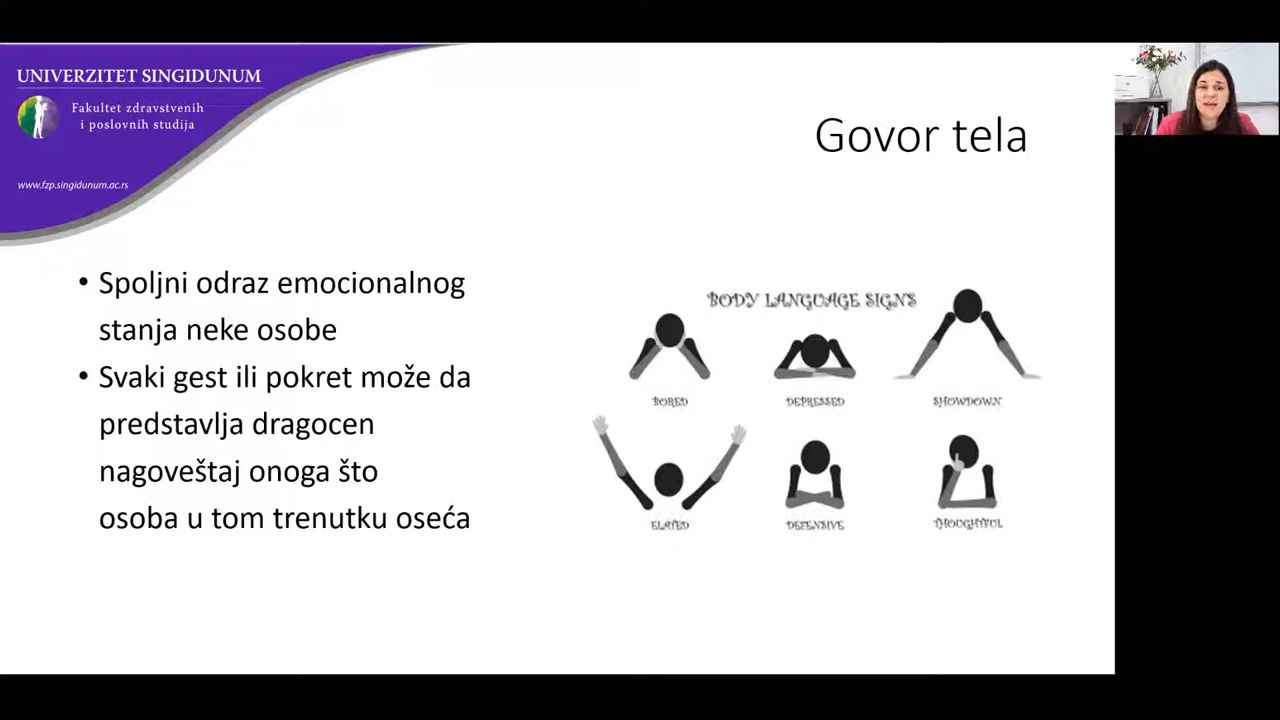 UNIVERZITET SINGIDUNUM
Fakultet zdravstvenih
i poslovnih studija
www.fzp.singidunum.ac.rs
Govor tela
• Spoljni odraz emocionalnog
stanja neke osobe
• Svaki gest ili pokret može da
predstavlja dragocen
nagoveštaj onoga što
osoba u tom trenutku oseća
BODY LANGUAGE SIGNS
BORED
DEPRESSED
SHOWDOWN
ELATED
DEFENSIVE
THOUGHTFUL